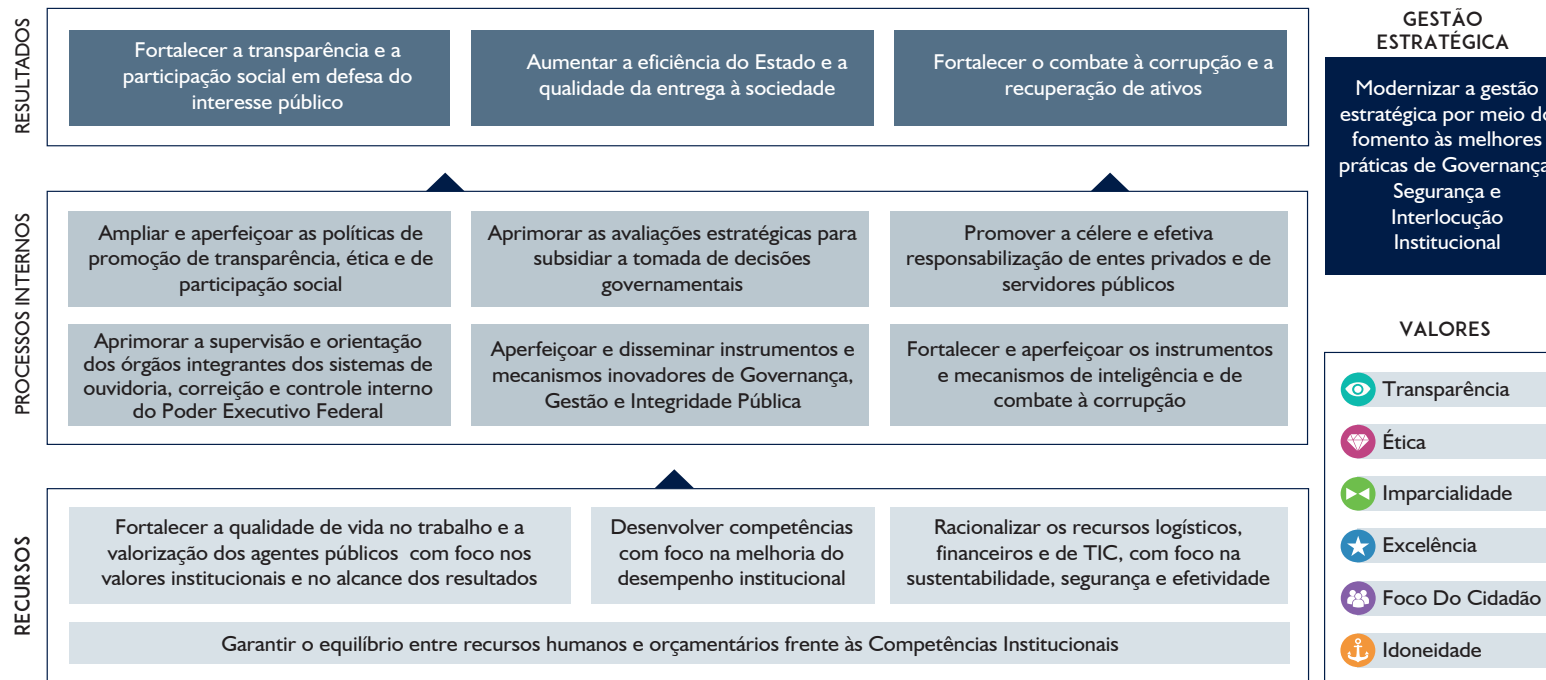 RESULTADOS
Fortalecer a transparência e a
participação social em defesa do
interesse público
Aumentar a eficiência do Estado e a
qualidade da entrega à sociedade
Fortalecer o combate à corrupção e a
recuperação de ativos
PROCESSOS INTERNOS
Ampliar e aperfeiçoar as políticas de
promoção de transparência, ética e de
participação social
Aprimorar as avaliações estratégicas para
subsidiar a tomada de decisões
governamentais
Promover a célere e efetiva
responsabilização de entes privados e de
servidores públicos
Aprimorar a supervisão e orientação
dos órgãos integrantes dos sistemas de
ouvidoria, correição e controle interno
do Poder Executivo Federal
Aperfeiçoar e disseminar instrumentos e
mecanismos inovadores de Governança,
Gestão e Integridade Pública
Fortalecer e aperfeiçoar os instrumentos
e mecanismos de inteligência e de
combate à corrupção
RECURSOS
Fortalecer a qualidade de vida no trabalho e a
valorização dos agentes públicos com foco nos
valores institucionais e no alcance dos resultados
Desenvolver competências
com foco na melhoria do
desempenho institucional
Racionalizar os recursos logísticos,
financeiros e de TIC, com foco na
sustentabilidade, segurança e efetividade
Garantir o equilíbrio entre recursos humanos e orçamentários frente às Competências Institucionais
GESTÃO
ESTRATÉGICA
Modernizar a gestão
estratégica por meio do
fomento às melhores
práticas de Governança
Segurança e
Interlocução
Institucional
VALORES
Transparência
Ética
Imparcialidade
Excelência
Foco Do Cidadão
Idoneidade